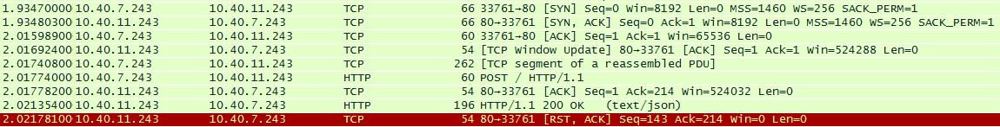 1.93470000 10.40.7.243 10.40.11.243 TCP 66 33761→80 [SYN] Seq=0 Win=8192 Len=0 MSS=1460 WS=256 SACK_PERM=1
1.93480300 10.40.11.243 10.40.7.243 TCP 66 80→33761 [SYN, ACK] Seq=0 Ack=1 Win=8192 Len=0 MSS=1460 WS=256 SACK_PERM=1
2.01598900 10.40.7.243 10.40.11.243 TCP 60 33761→80 [ACK] Seq=1 Ack=1 Win=65536 Len=0
2.01692400 10.40.11.243 10.40.7.243 TCP 54 [TCP Window Update] 80→33761 [ACK] Seq=1 Ack=1 Win=524288 Len=0
2.01740800 10.40.7.243 10.40.11.243 TCP 262 [TCP segment of a reassembled PDU]
2.01774000 10.40.7.243 10.40.11.243 HTTP 60 POST / HTTP/1.1
2.01778200 10.40.11.243 10.40.7.243 TCP 54 80→33761 [ACK] Seq=1 Ack=214 Win=524032 Len=0
2.02135400 10.40.11.243 10.40.7.243 HTTP 196 HTTP/1.1 200 OK (text/json)
2.02178100 10.40.11.243 10.40.7.243 TCP 54 80→33761 [RST, ACK] Seq=143 Ack=214 Win=0 Len=0